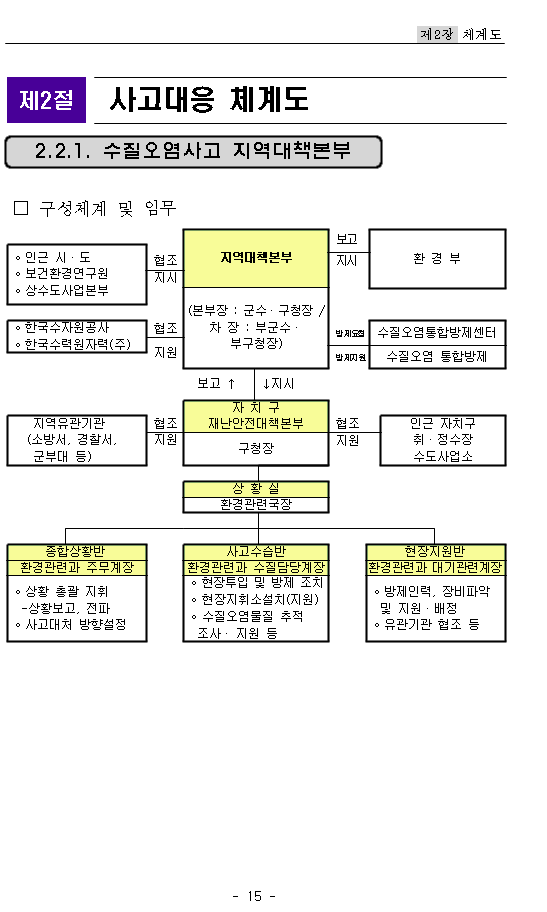 제2장 체계도
제2절 사고대응 체계도
2.2.1. 수질오염사고 지역대책본부
□ 구성체계 및 임무
∘ 인근 시 · 도
∘ 보건환경연구원
∘ 상수도사업본부
협조
지시
지역대책본부
보고
지시
환 경 부
(본부장 : 군수 · 구청장 /
차 장 : 부군수 ·
부구청장)
∘ 한국수자원공사
∘ 한국수력원자력(주)
협조
지원
방제요청
방제지원
수질오염통합방제센터
수질오염 통합방제
보고 ↑ ↓지시
지역유관기관
(소방서, 경찰서,
군부대 등)
협조
지원
자 치 구
재난안전대책본부
구청장
협조
지원
인근 자치구
취 · 정수장
수도사업소
상 황 실
환경관련국장
종합상황반
환경관련과 주무계장
∘ 상황 총괄 지휘
-상황보고, 전파
∘ 사고대처 방향설정
사고수습반
환경관련과 수질담당계장
∘ 현장투입 및 방제 조치
∘ 현장지휘소설치(지원)
∘ 수질오염물질 추적
조사 · 지원 등
현장지원반
환경관련과 대기관련계장
∘ 방제인력, 장비파악
및 지원 · 배정
∘ 유관기관 협조 등
- 15 -